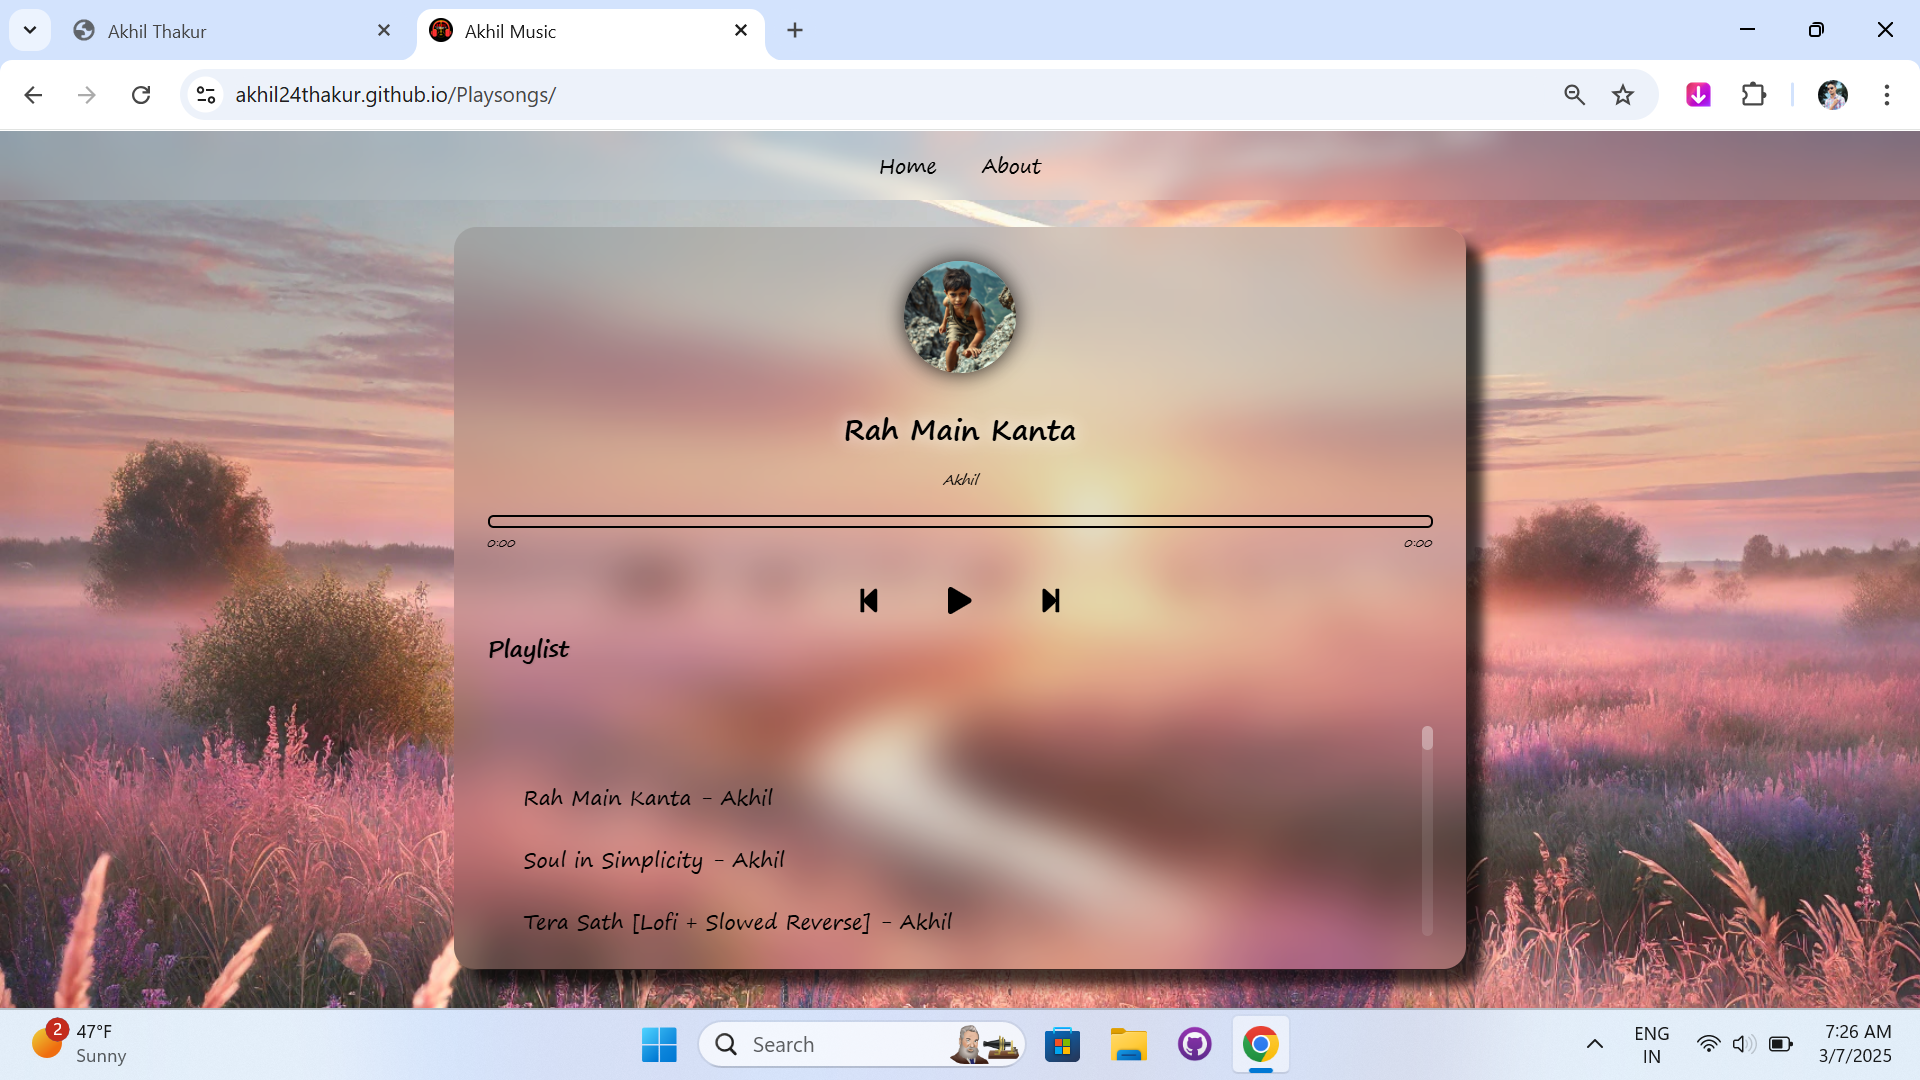 Akhil Thakur
Akhil Music
akhil24thakur.github.io/Playsongs/
Home About
Rah Main Kanta
Akhil
0:00 0:00
Playlist
Rah Main Kanta - Akhil
Soul in Simplicity - Akhil
Tera Sath [Lofi + Slowed Reverse] - Akhil
2
47°F
Sunny
Search
ENG
IN
7:26 AM
3/7/2025